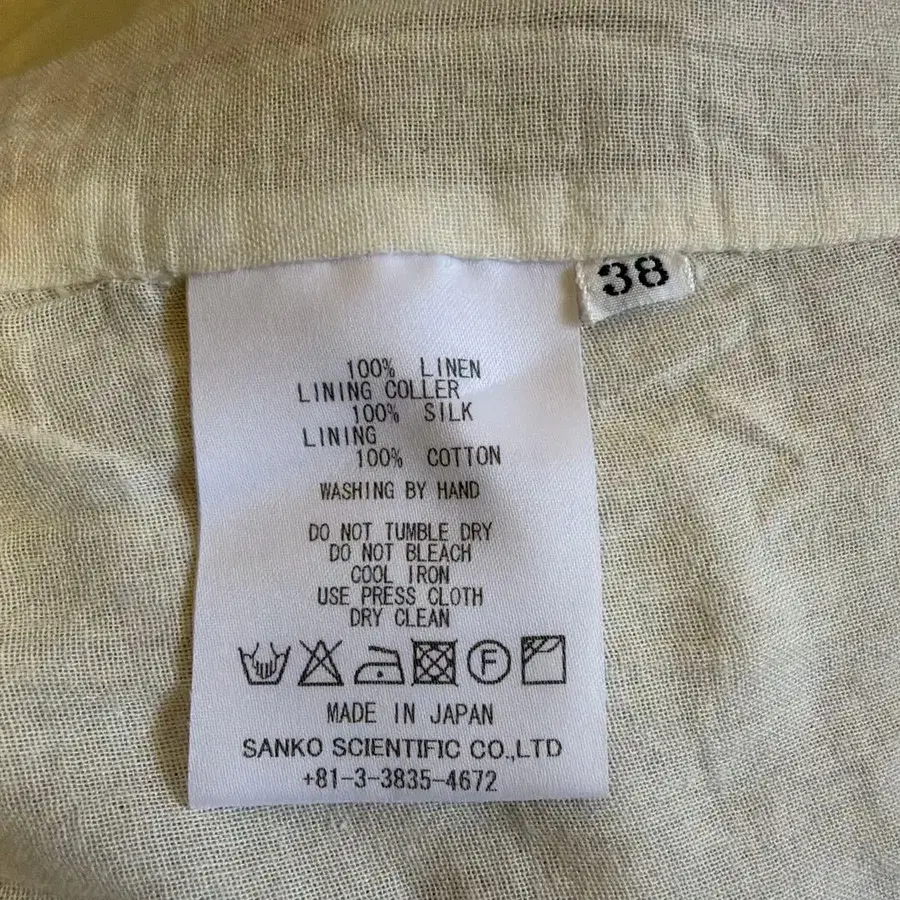 38
100% LINEN
LINING COLLER
100% SILK
LINING
100% COTTON
WASHING BY HAND
DO NOT TUMBLE DRY
DO NOT BLEACH
COOL IRON
USE PRESS CLOTH
DRY CLEAN
F
MADE IN JAPAN
SANKO SCIENTIFIC CO.,LTD
+81-3-3835-4672